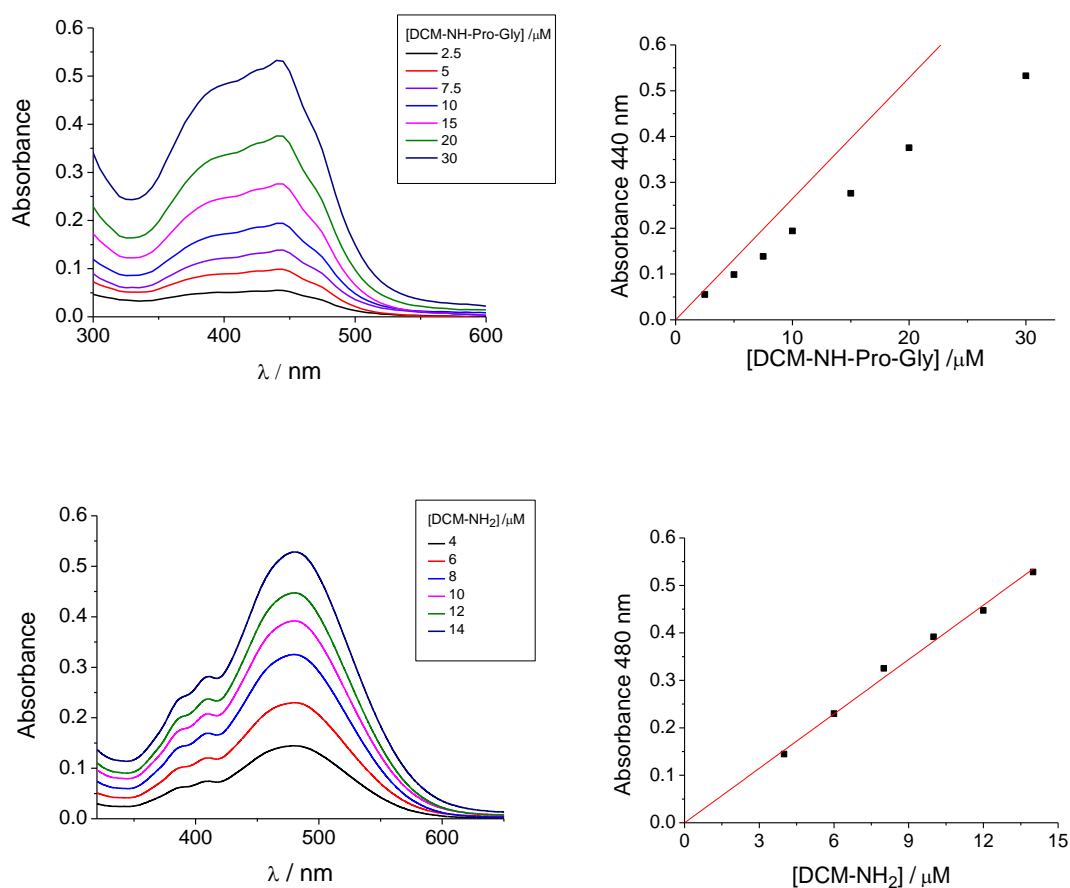 0.6
0.5
0.4
0.3
0.2
0.1
0.0
Absorbance
300 400 500 600
λ / nm
[DCM-NH-Pro-Gly] /μM
2.5
5
7.5
10
15
20
30
0.6
0.5
0.4
0.3
0.2
0.1
0.0
Absorbance 440 nm
0 10 20 30
[DCM-NH-Pro-Gly] /μM
0.6
0.5
0.4
0.3
0.2
0.1
0.0
Absorbance
400 500 600
λ / nm
[DCM-NH₂] /μM
4
6
8
10
12
14
0.6
0.5
0.4
0.3
0.2
0.1
0.0
Absorbance 480 nm
0 3 6 9 12 15
[DCM-NH₂] / μM